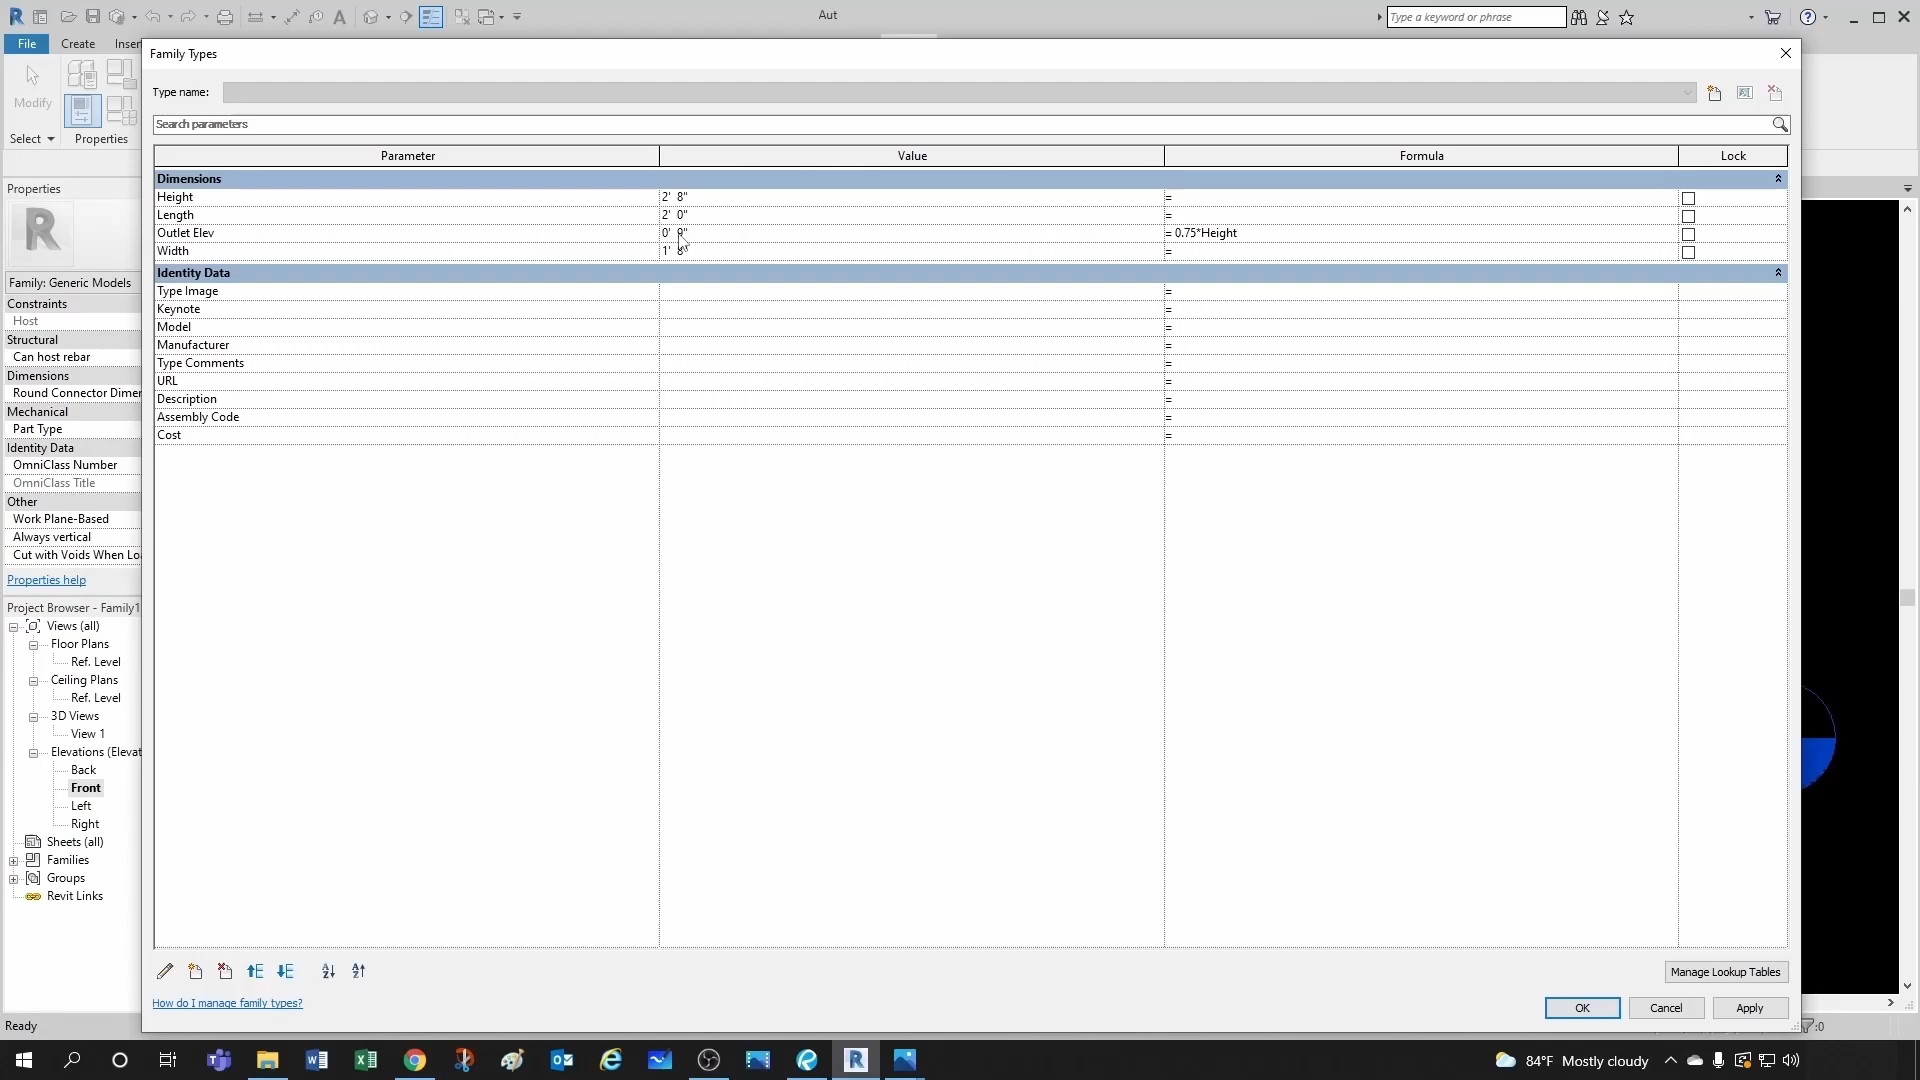 Aut
Type a keyword or phrase
File Create Inser
Modify
Select Properties
Family Types
Type name:
Search parameters
Parameter Value Formula Lock
Dimensions
Height 2' 8" =
Length 2' 0" =
Outlet Elev 0' 9" = 0.75*Height
Width 1' 8" =
Identity Data
Type Image =
Keynote =
Model =
Manufacturer =
Type Comments =
URL =
Description =
Assembly Code =
Cost =
Manage Lookup Tables
How do I manage family types?
OK Cancel Apply
Properties
Family: Generic Models
Constraints
Host
Structural
Can host rebar
Dimensions
Round Connector Dimer
Mechanical
Part Type
Identity Data
OmniClass Number
OmniClass Title
Other
Work Plane-Based
Always vertical
Cut with Voids When Loa
Properties help
Project Browser - Family1
Views (all)
Floor Plans
Ref. Level
Ceiling Plans
Ref. Level
3D Views
View 1
Elevations (Elevat
Back
Front
Left
Right
Sheets (all)
Families
Groups
Revit Links
Ready
:0
84°F Mostly cloudy